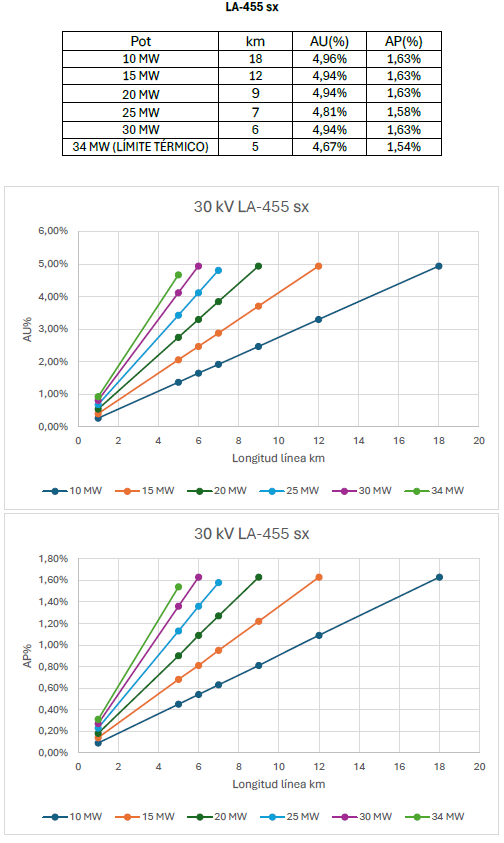 LA-455 sx
Pot km AU(%) AP(%)
10 MW 18 4,96% 1,63%
15 MW 12 4,94% 1,63%
20 MW 9 4,94% 1,63%
25 MW 7 4,81% 1,58%
30 MW 6 4,94% 1,63%
34 MW (LÍMITE TÉRMICO) 5 4,67% 1,54%
30 kV LA-455 sx
6,00%
5,00%
4,00%
3,00%
2,00%
1,00%
0,00%
AU%
0 2 4 6 8 10 12 14 16 18 20
Longitud línea km
10 MW 15 MW 20 MW 25 MW 30 MW 34 MW
30 kV LA-455 sx
1,80%
1,60%
1,40%
1,20%
1,00%
0,80%
0,60%
0,40%
0,20%
0,00%
AP%
0 2 4 6 8 10 12 14 16 18 20
Longitud línea km
10 MW 15 MW 20 MW 25 MW 30 MW 34 MW